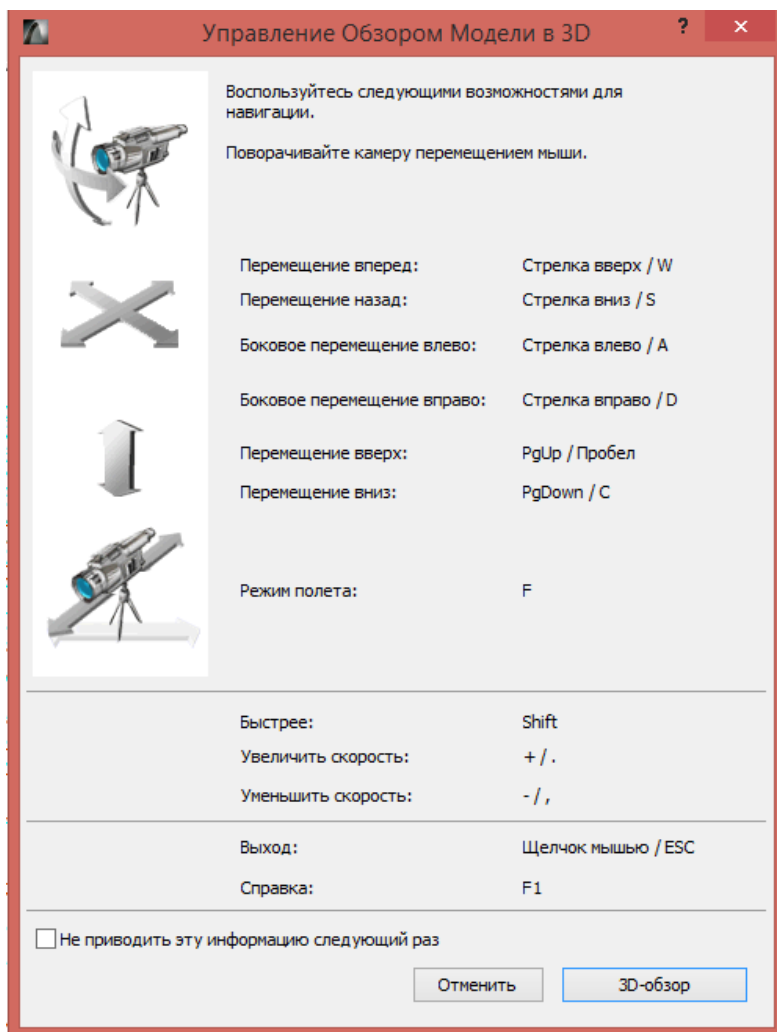 Управление Обзором Модели в 3D
?
×
Воспользуйтесь следующими возможностями для
навигации.
Поворачивайте камеру перемещением мыши.
Перемещение вперед: Стрелка вверх / W
Перемещение назад: Стрелка вниз / S
Боковое перемещение влево: Стрелка влево / A
Боковое перемещение вправо: Стрелка вправо / D
Перемещение вверх: PgUp / Пробел
Перемещение вниз: PgDown / C
Режим полета: F
Быстрее: Shift
Увеличить скорость: + / .
Уменьшить скорость: - / ,
Выход: Щелчок мышью / ESC
Справка: F1
Не приводить эту информацию следующий раз
Отменить 3D-обзор